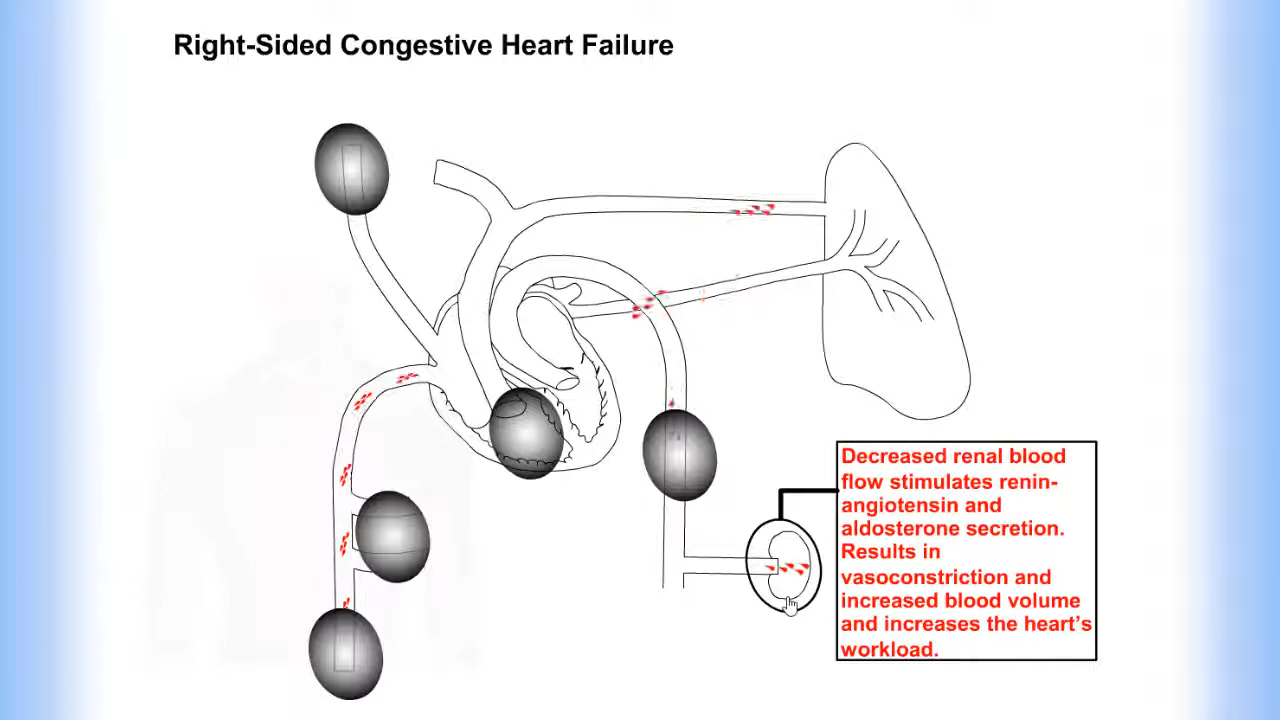 Right-Sided Congestive Heart Failure
Decreased renal blood
flow stimulates renin-
angiotensin and
aldosterone secretion.
Results in
vasoconstriction and
increased blood volume
and increases the heart’s
workload.